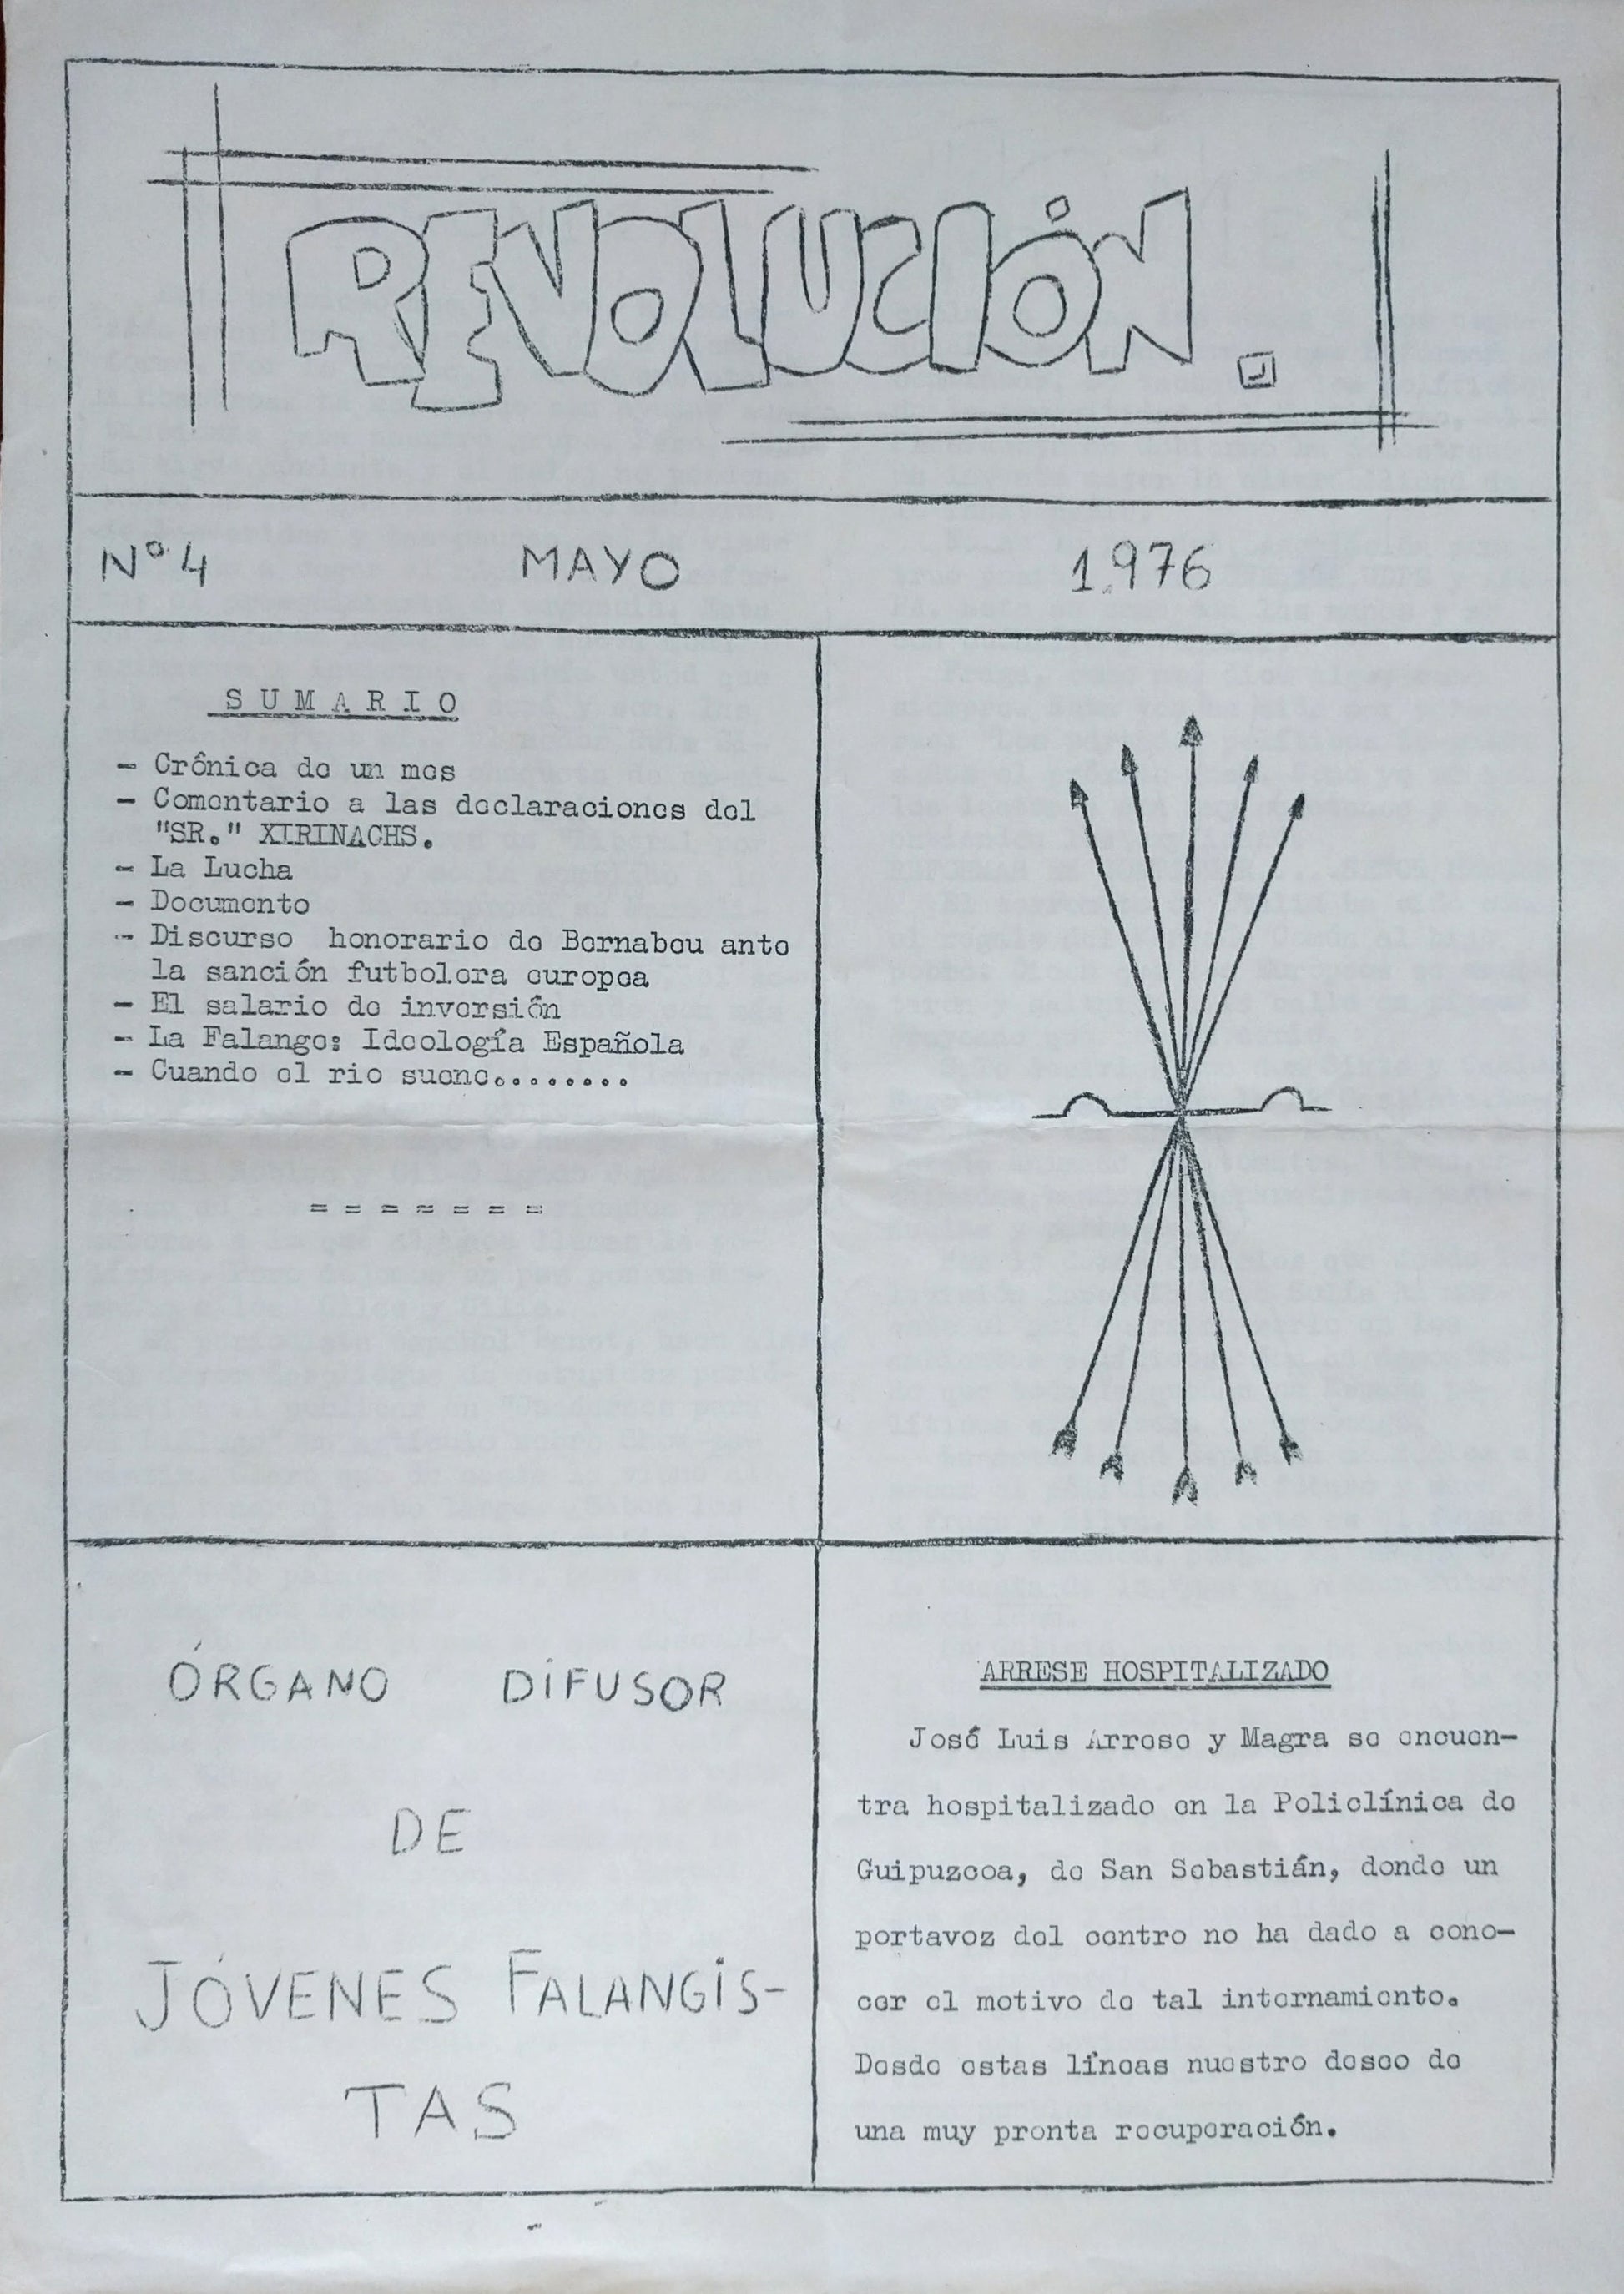 REVOLUCIÓN.
Nº 4 MAYO 1.976
SUMARIO
- Crónica de un mes
- Comentario a las declaraciones del
"SR." XIRINACHS.
- La Lucha
- Documento
- Discurso honorario de Bernabeu ante
la sanción futbolera europea
- El salario de inversión
- La Falange: Ideología Española
- Cuando el rio suene.........
= = = = = = =
ÓRGANO DIFUSOR
DE
JÓVENES FALANGIS-
TAS
ARRESE HOSPITALIZADO
José Luis Arrese y Magra se encuen-
tra hospitalizado en la Policlínica de
Guipuzcoa, de San Sebastián, donde un
portavoz del centro no ha dado a cono-
cer el motivo de tal internamiento.
Desde estas líneas nuestro deseo de
una muy pronta recuperación.